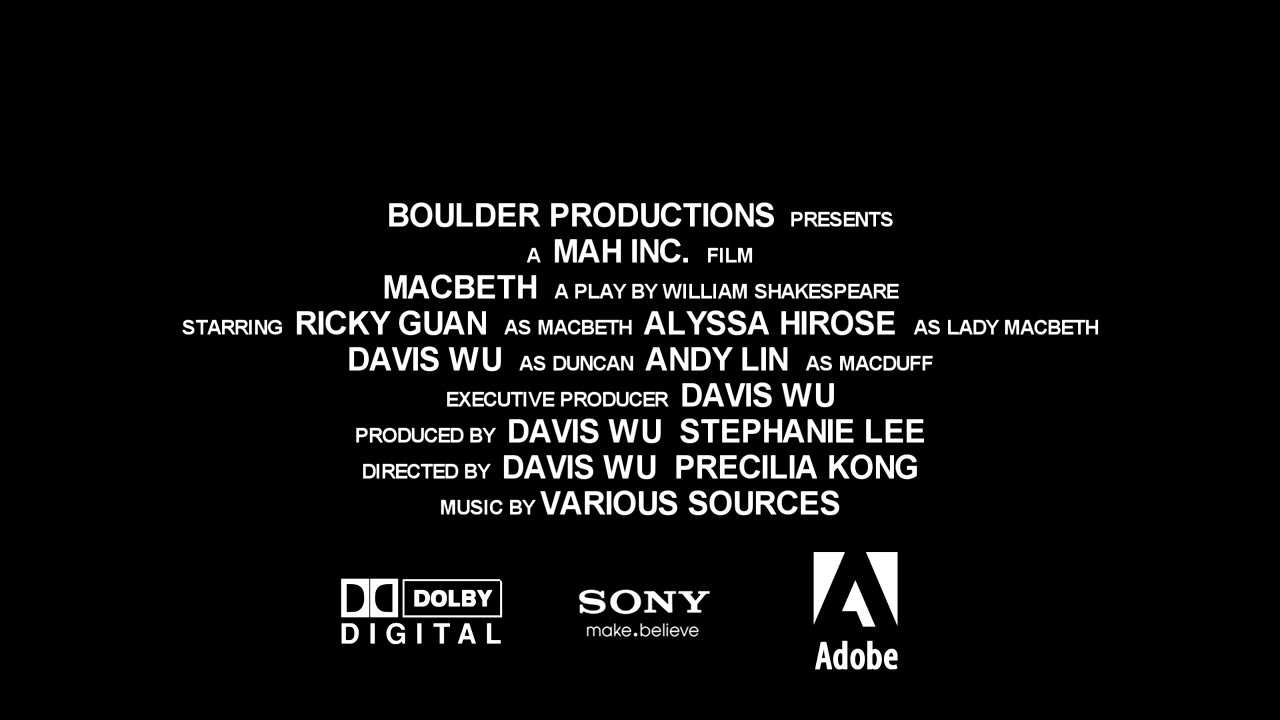 BOULDER PRODUCTIONS PRESENTS
A MAH INC. FILM
MACBETH A PLAY BY WILLIAM SHAKESPEARE
STARRING RICKY GUAN AS MACBETH ALYSSA HIROSE AS LADY MACBETH
DAVIS WU AS DUNCAN ANDY LIN AS MACDUFF
EXECUTIVE PRODUCER DAVIS WU
PRODUCED BY DAVIS WU STEPHANIE LEE
DIRECTED BY DAVIS WU PRECILIA KONG
MUSIC BY VARIOUS SOURCES
DOLBY
DIGITAL
SONY
make.believe
Adobe